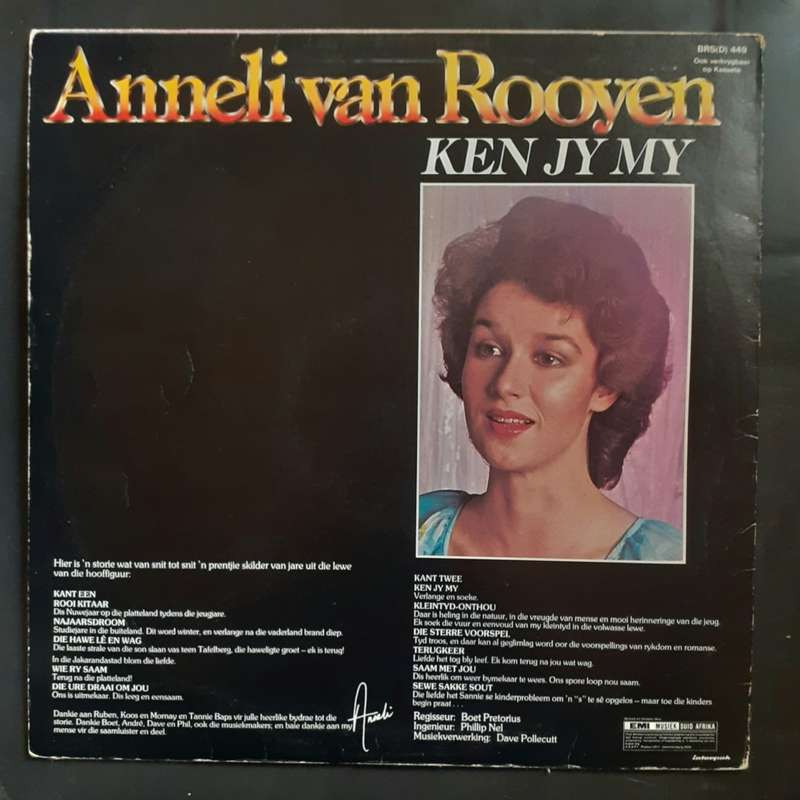 BRS(D) 449
Ook verkrygbaar
op Kassette
Anneli van Rooyen
KEN JY MY
Hier is 'n storie wat van snit tot snit 'n prentjie skilder van jare uit die lewe
van die hooffiguur:
KANT EEN
ROOI KITAAR
Dis Nuwejaar op die platteland tydens die jeugjare.
NAJAARSDROOM
Studiejare in die buiteland. Dit word winter, en verlange na die vaderland brand diep.
DIE HAWE LÊ EN WAG
Die laaste strale van die son slaan vas teen Tafelberg, die haweligte groet – ek is terug!
In die Jakarandastad blom die liefde.
WIE RY SAAM
Terug na die platteland!
DIE URE DRAAI OM JOU
Ons is uitmekaar. Dis leeg en eensaam.
Dankie aan Ruben, Koos en Mornay en Tannie Baps vir julle heerlike bydrae tot die
storie. Dankie Boet, André, Dave en Phil, ook die musiekmakers; en baie dankie aan my
mense vir die saamluister en deel.
Anneli
KANT TWEE
KEN JY MY
Verlange en soeke.
KLEINTYD-ONTHOU
Daar is heling in die natuur, in die vreugde van mense en mooi herinneringe van die jeug.
Ek soek die vuur en eenvoud van my kleintyd in die volwasse lewe.
DIE STERRE VOORSPEL
Tyd troos, en daar kan al geglimlag word oor die voorspellings van rykdom en romanse.
TERUGKEER
Liefde het tog bly leef. Ek kom terug na jou wat wag.
SAAM MET JOU
Dis heerlik om weer bymekaar te wees. Ons spore loop nou saam.
SEWE SAKKE SOUT
Die liefde het Sannie se kinderprobleem om 'n "s" te sê opgelos – maar toe die kinders
begin praat . . .
Regisseur: Boet Pretorius
Ingenieur: Phillip Nel
Musiekverwerking: Dave Pollecutt
EMI MUSIEK SUID AFRIKA
Interpak